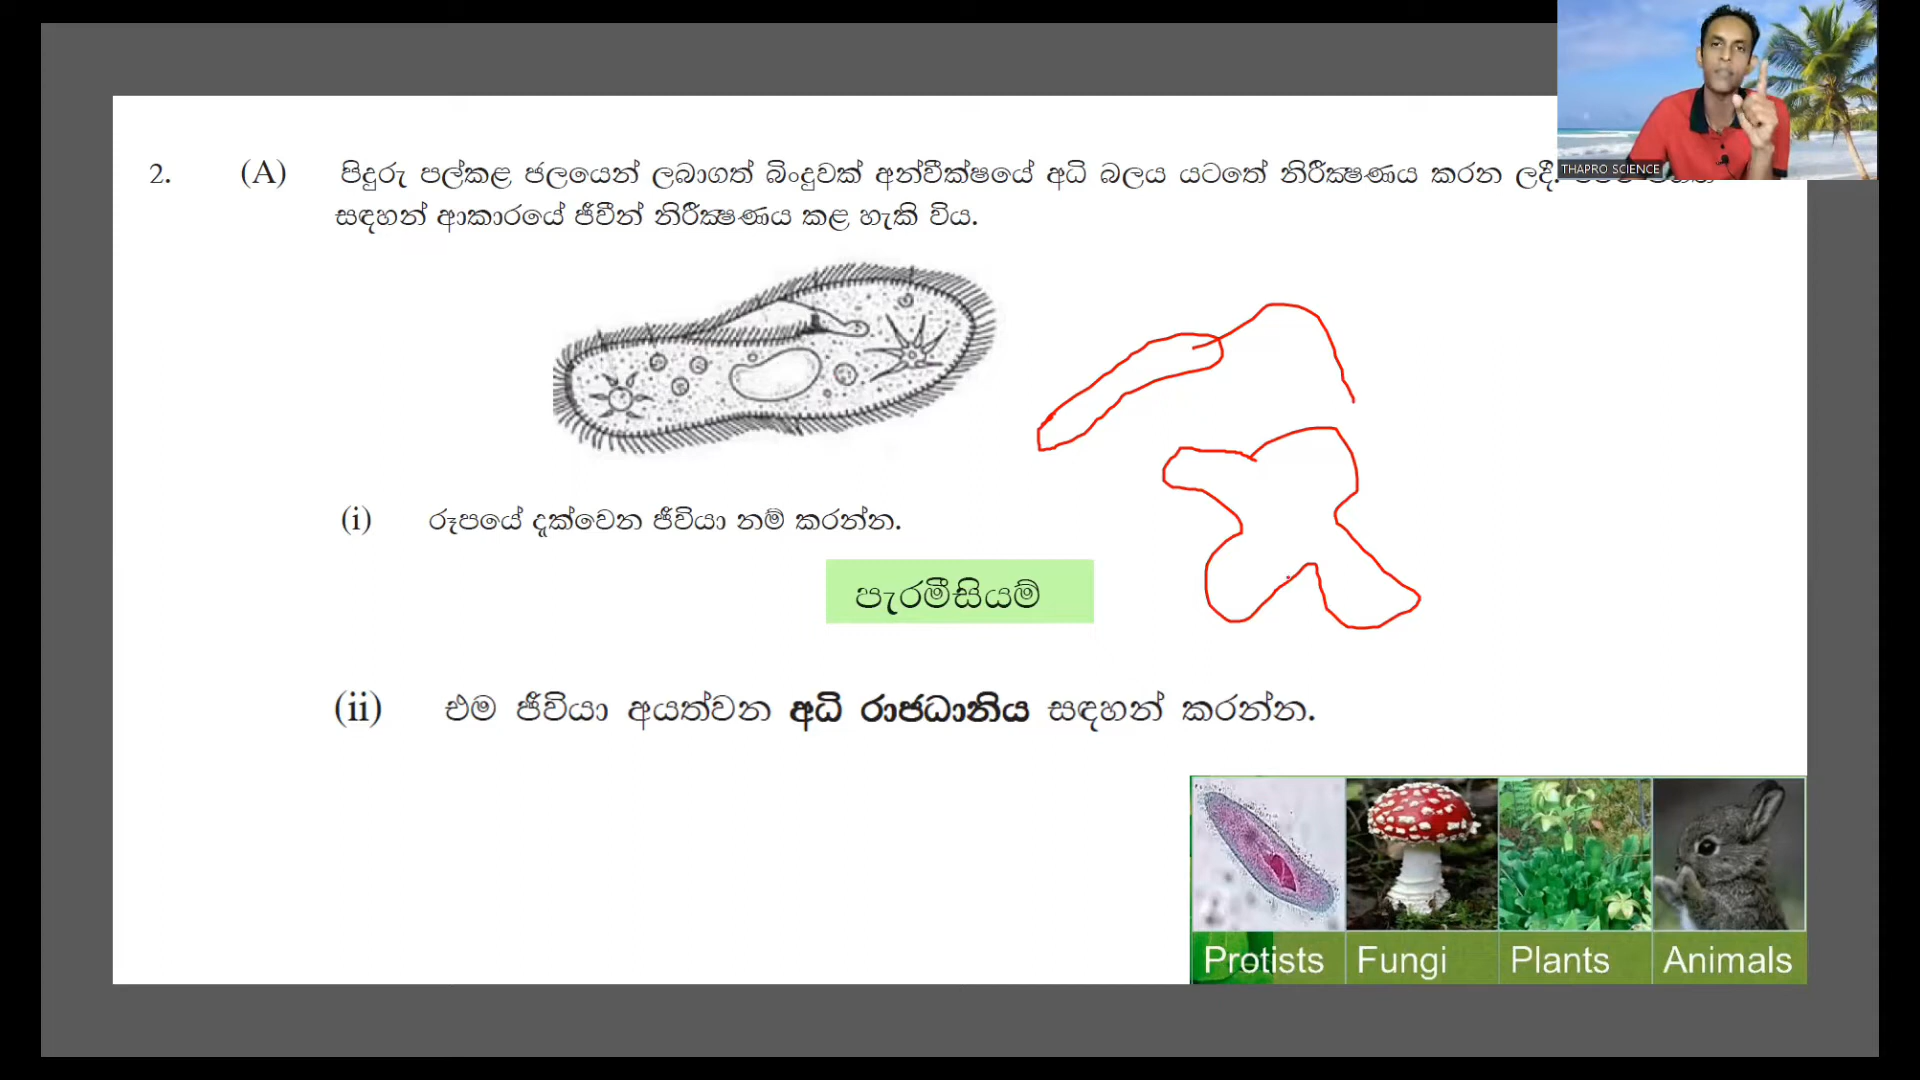 THAPRO SCIENCE
2. (A) පිදුරු පල්කළ ජලයෙන් ලබාගත් බිංදුවක් අන්වීක්ෂයේ අධි බලය යටතේ නිරීක්‍ෂණය කරන ලදී.
සඳහන් ආකාරයේ ජීවීන් නිරීක්‍ෂණය කළ හැකි විය.
(i) රූපයේ දැක්වෙන ජීවියා නම් කරන්න.
පැරමීසියම්
(ii) එම ජීවියා අයත්වන අධි රාජධානිය සඳහන් කරන්න.
Protists Fungi Plants Animals